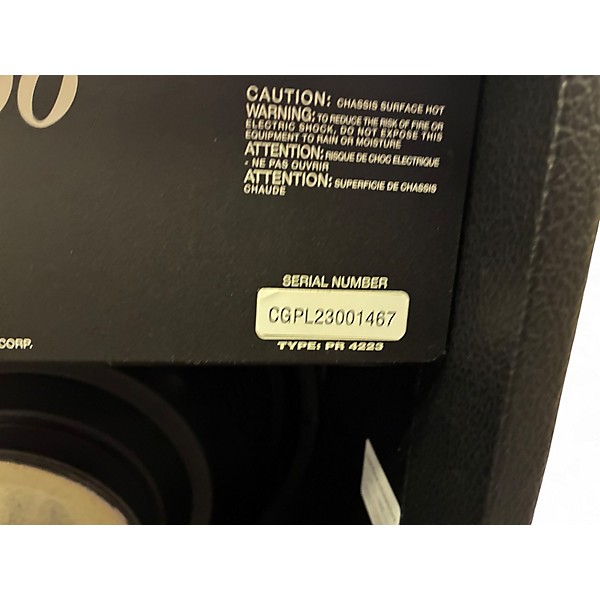 00
CAUTION: CHASSIS SURFACE HOT
WARNING: TO REDUCE THE RISK OF FIRE OR
ELECTRIC SHOCK, DO NOT EXPOSE THIS
EQUIPMENT TO RAIN OR MOISTURE
ATTENTION: RISQUE DE CHOC ELECTRIQUE
- NE PAS OUVRIR
ATTENTION: SUPERFICIE DE CHASSIS
CHAUDE
SERIAL NUMBER
CGPL23001467
TYPE: PR 4223
CORP.